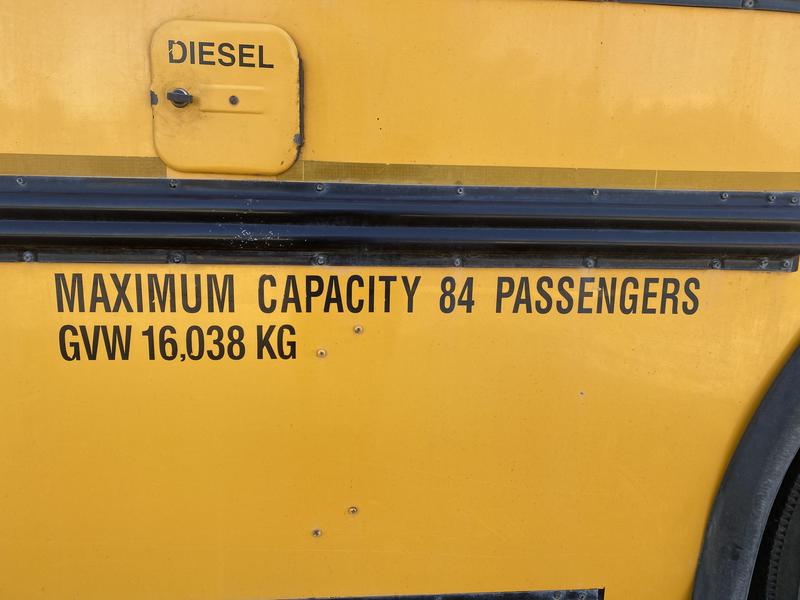 DIESEL
MAXIMUM CAPACITY 84 PASSENGERS
GVW 16,038 KG